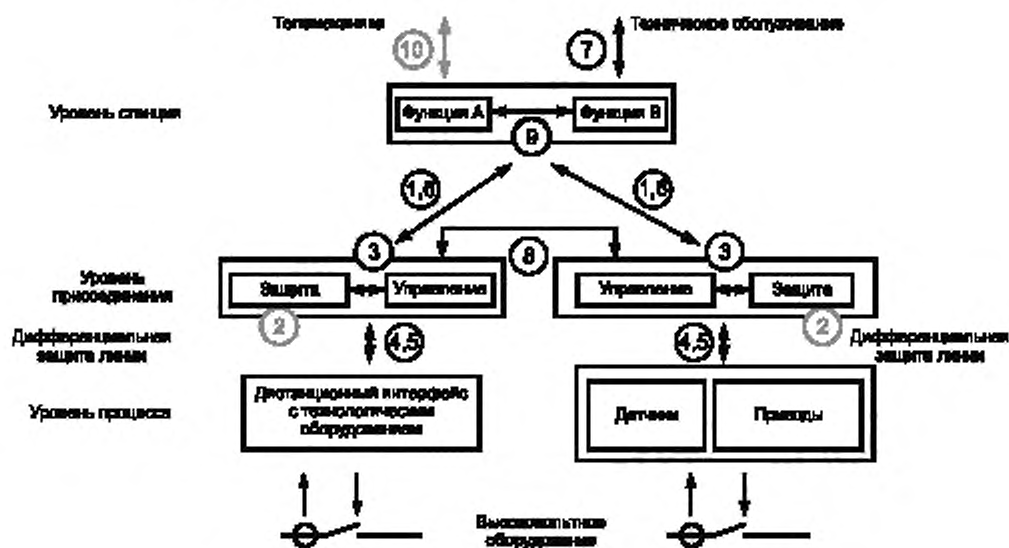 Телемеханика
10
7
Техническое обслуживание
Уровень станция
Функция А
Функция В
9
1,6
1,6
3
8
3
Уровень
присоединения
Защита
Управление
Управление
Защита
2
2
Дифференциальная
защита линии
4,5
4,5
Дифференциальная
защита линии
Уровень процесса
Дистанционный интерфейс
с технологическим
оборудованием
Датчики
Приводы
Высоковольтное
оборудование